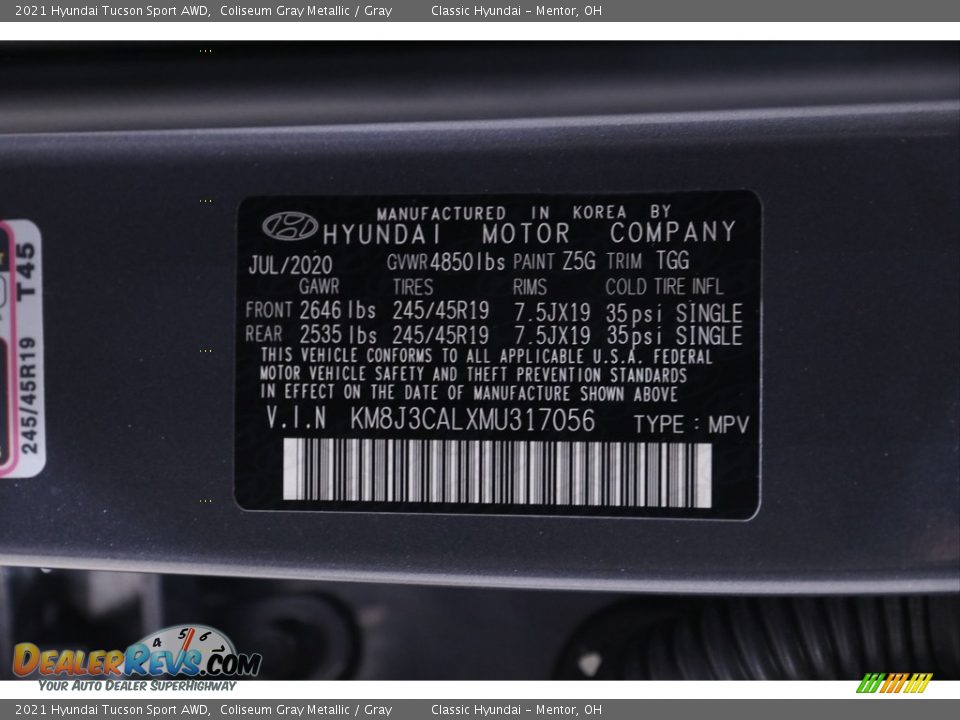 2021 Hyundai Tucson Sport AWD, Coliseum Gray Metallic / Gray Classic Hyundai - Mentor, OH
MANUFACTURED IN KOREA BY
HYUNDAI MOTOR COMPANY
JUL/2020 GVWR 4850lbs PAINT Z5G TRIM TGG
GAWR TIRES RIMS COLD TIRE INFL
FRONT 2646 lbs 245/45R19 7.5JX19 35psi SINGLE
REAR 2535 lbs 245/45R19 7.5JX19 35psi SINGLE
THIS VEHICLE CONFORMS TO ALL APPLICABLE U.S.A. FEDERAL
MOTOR VEHICLE SAFETY AND THEFT PREVENTION STANDARDS
IN EFFECT ON THE DATE OF MANUFACTURE SHOWN ABOVE
V.I.N KM8J3CALXMU317056 TYPE : MPV
245/45R19 T45
4 5 6
DEALERREVS.COM
YOUR AUTO DEALER SUPERHIGHWAY
2021 Hyundai Tucson Sport AWD, Coliseum Gray Metallic / Gray Classic Hyundai - Mentor, OH